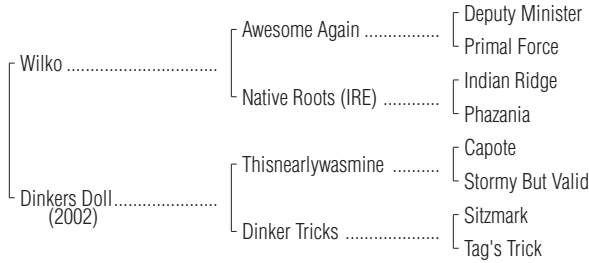 Deputy Minister
Awesome Again ................
Primal Force
Wilko ................................
Indian Ridge
Native Roots (IRE) ............
Phazania
Capote
Thisnearlywasmine ..........
Stormy But Valid
Dinkers Doll......................
(2002)
Sitzmark
Dinker Tricks ....................
Tag's Trick